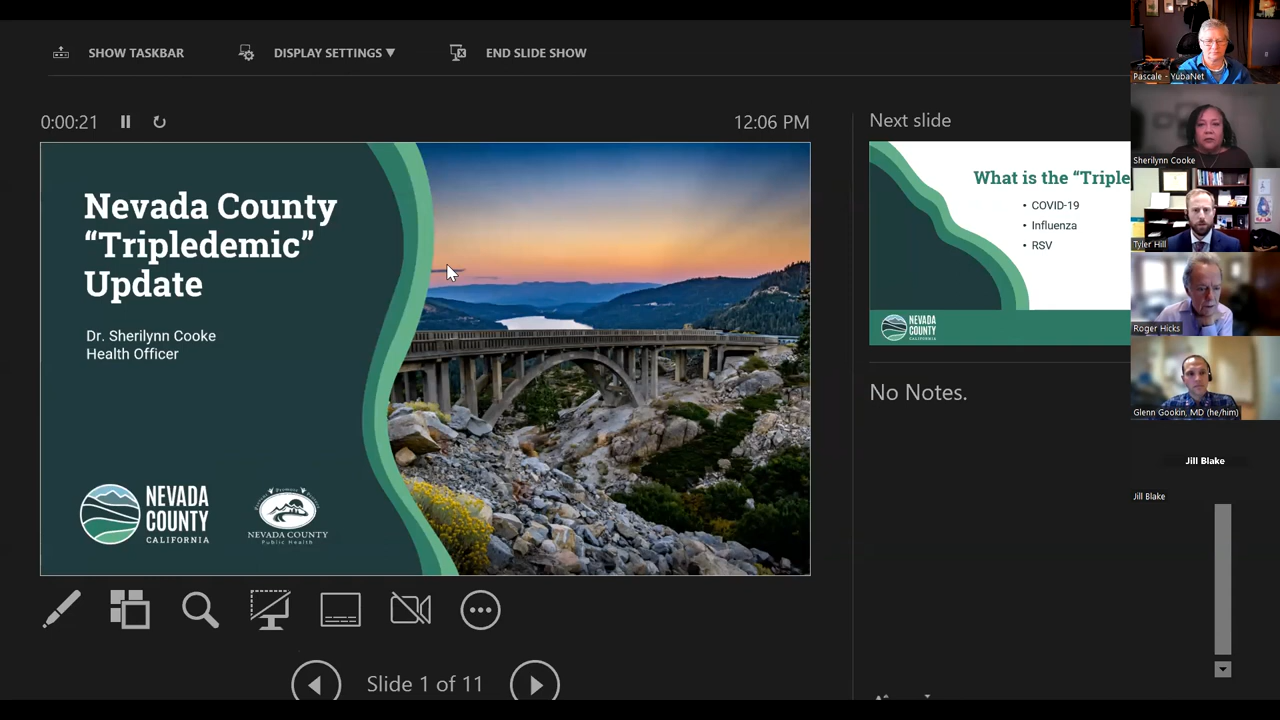 SHOW TASKBAR
DISPLAY SETTINGS ▼
END SLIDE SHOW
0:00:21
12:06 PM
Nevada County
“Tripledemic”
Update
Dr. Sherilynn Cooke
Health Officer
NEVADA
COUNTY
CALIFORNIA
NEVADA COUNTY
Public Health
Slide 1 of 11
Next slide
What is the “Triple
• COVID-19
• Influenza
• RSV
NEVADA
COUNTY
CALIFORNIA
No Notes.
Pascale - YubaNet
Sherilynn Cooke
Tyler Hill
Roger Hicks
Glenn Gookin, MD (he/him)
Jill Blake
Jill Blake